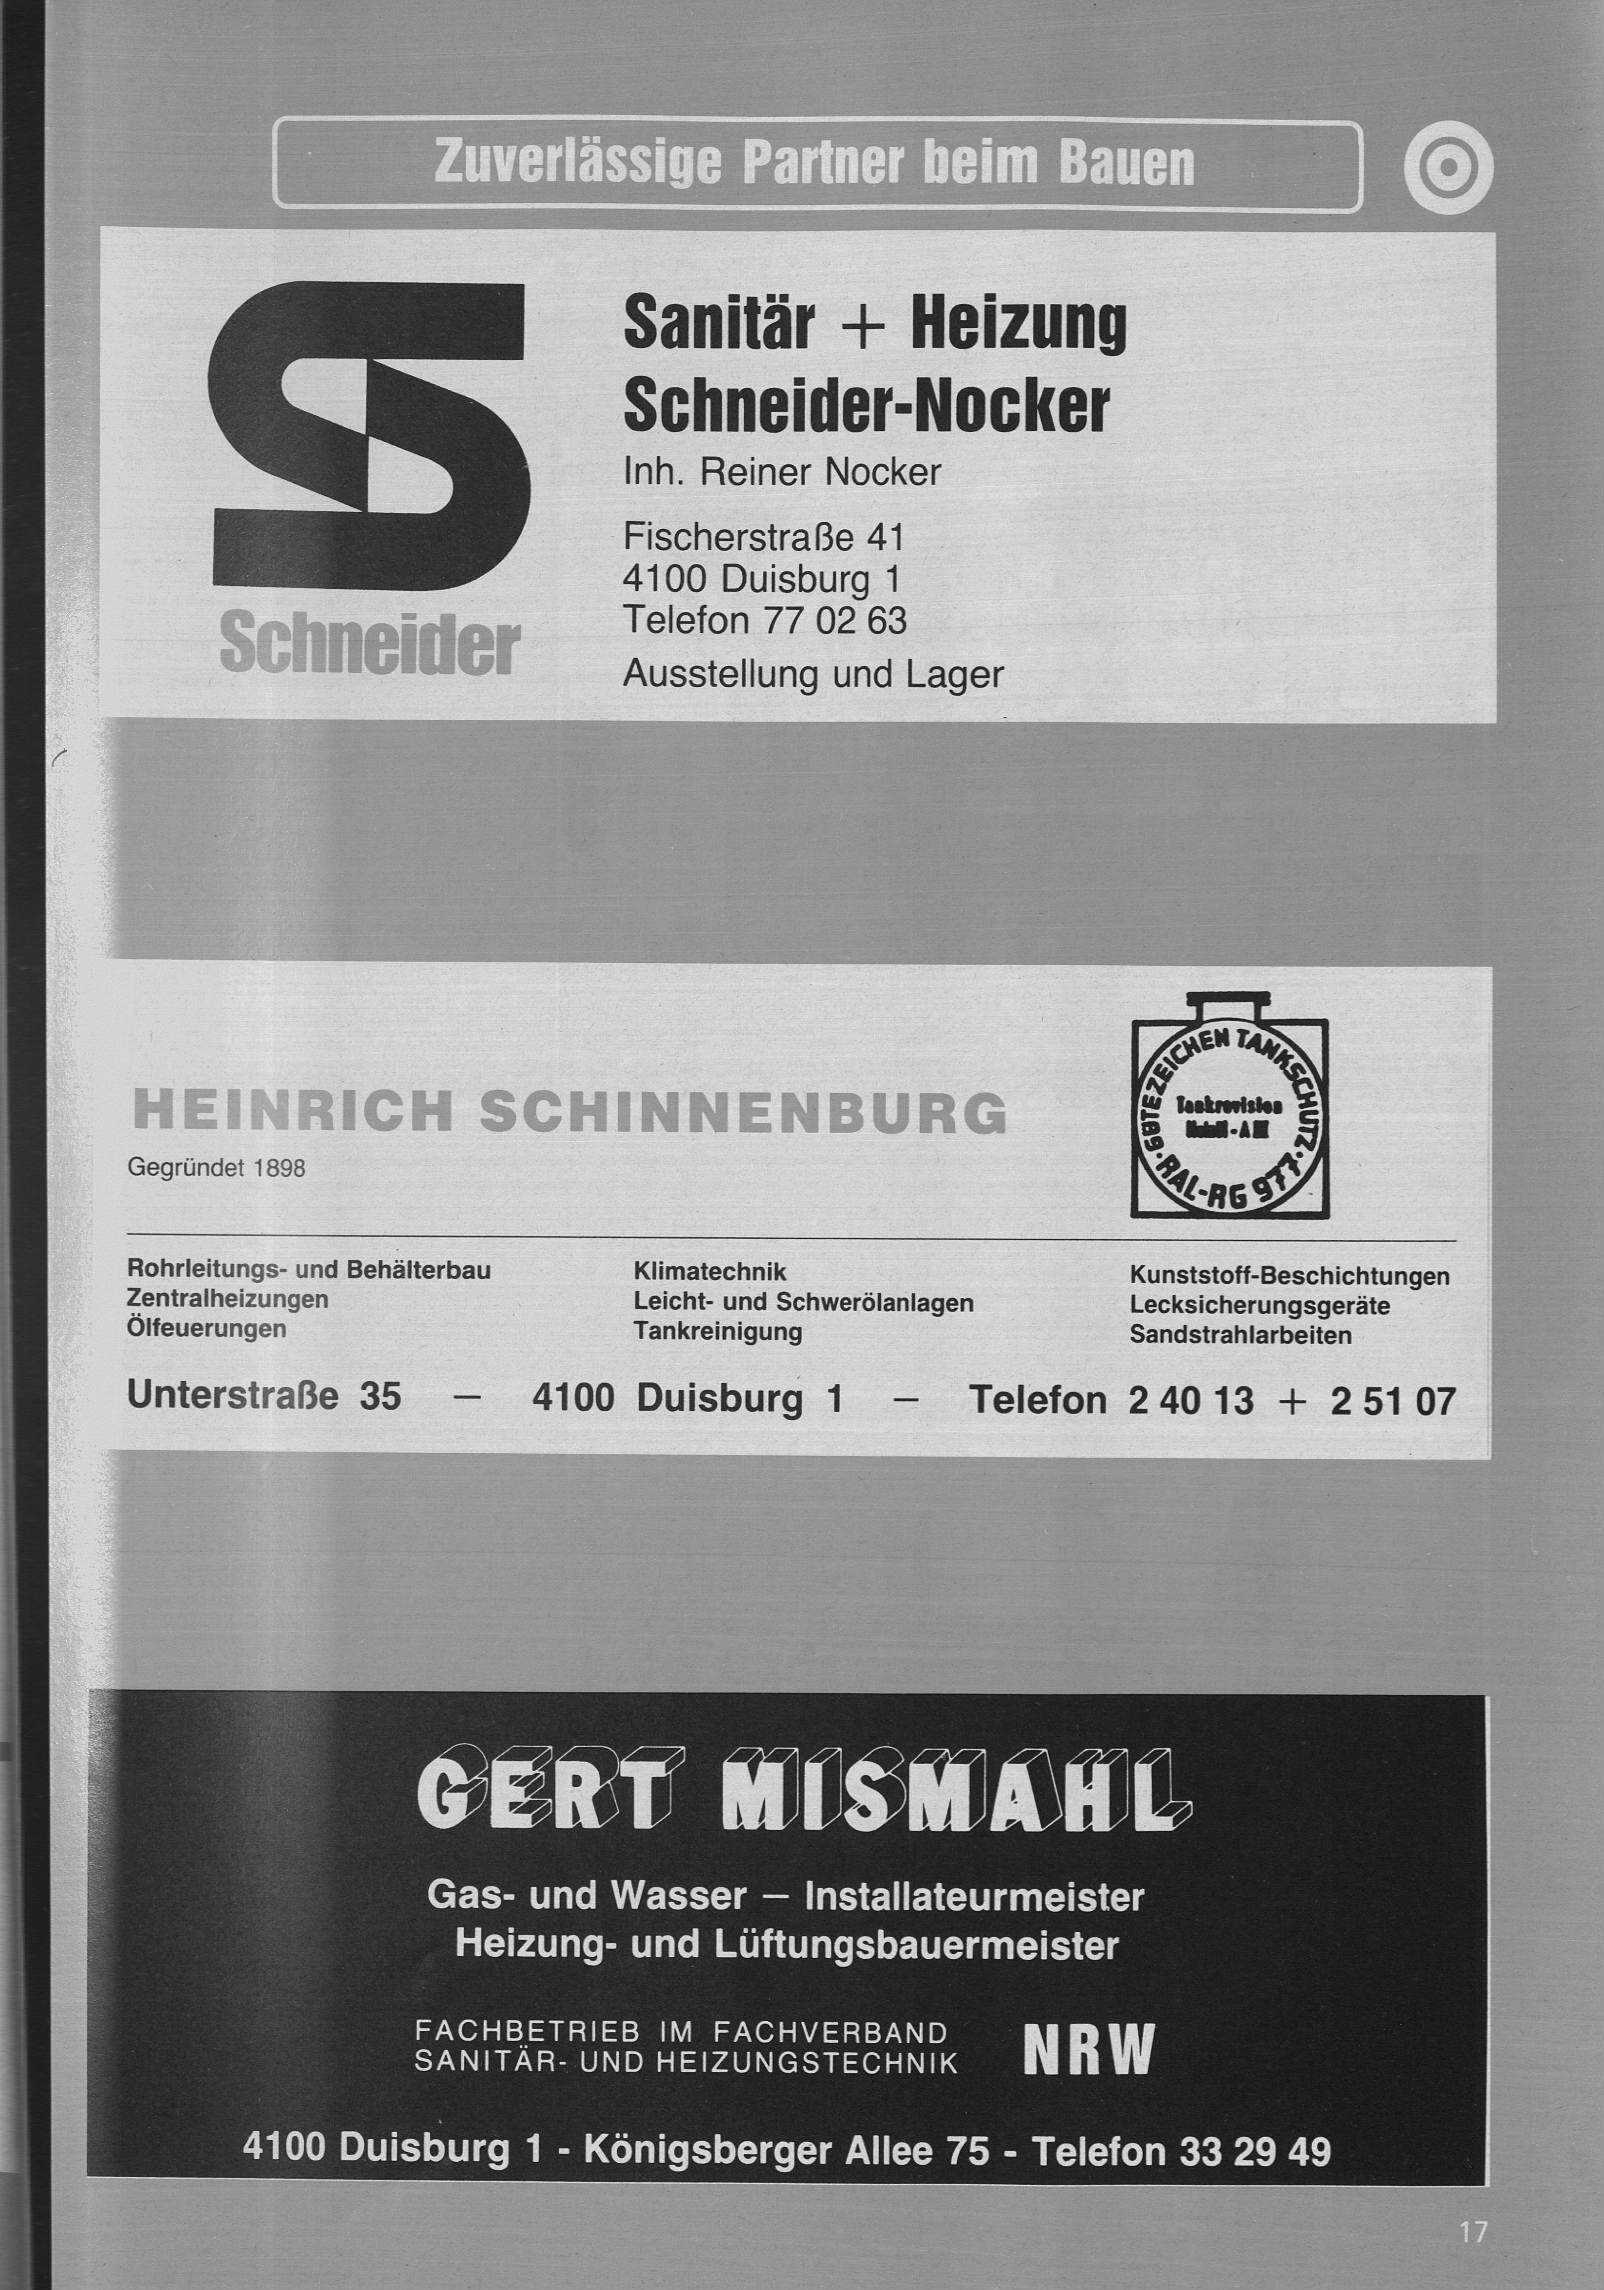 Zuverlässige Partner beim Bauen
Schneider
Sanitär + Heizung
Schneider-Nocker
Inh. Reiner Nocker
Fischerstraße 41
4100 Duisburg 1
Telefon 77 02 63
Ausstellung und Lager
HEINRICH SCHINNENBURG
Gegründet 1898
TEZEICHEN TANKSCHUTZ
Tankrevision
RAL-RG 977
Rohrleitungs- und Behälterbau
Zentralheizungen
Ölfeuerungen
Klimatechnik
Leicht- und Schwerölanlagen
Tankreinigung
Kunststoff-Beschichtungen
Lecksicherungsgeräte
Sandstrahlarbeiten
Unterstraße 35 – 4100 Duisburg 1 – Telefon 2 40 13 + 2 51 07
GERT MISMAHL
Gas- und Wasser – Installateurmeister
Heizung- und Lüftungsbauermeister
FACHBETRIEB IM FACHVERBAND
SANITÄR- UND HEIZUNGSTECHNIK
NRW
4100 Duisburg 1 - Königsberger Allee 75 - Telefon 33 29 49
17